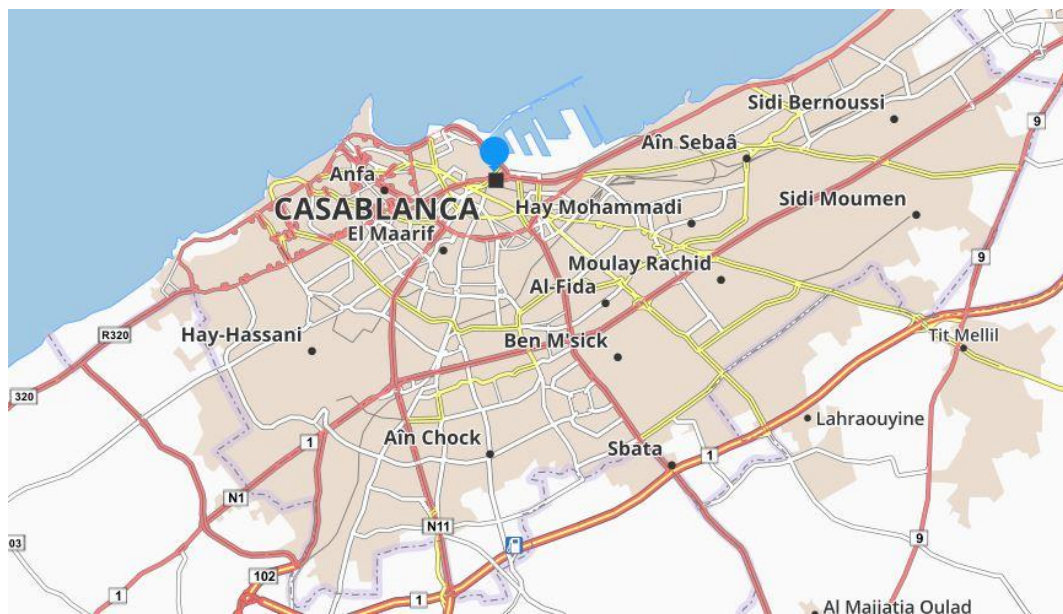 Sidi Bernoussi
9
Aîn Sebaâ
Anfa
Sidi Moumen
CASABLANCA
Hay Mohammadi
El Maarif
9
Moulay Rachid
Al-Fida
R320
Hay-Hassani
Ben M'sick
Tit Mellil
320
Lahraouyine
1
Aîn Chock
Sbata
1
N1
N11
9
03
102
1
1
Al Majjatia Oulad